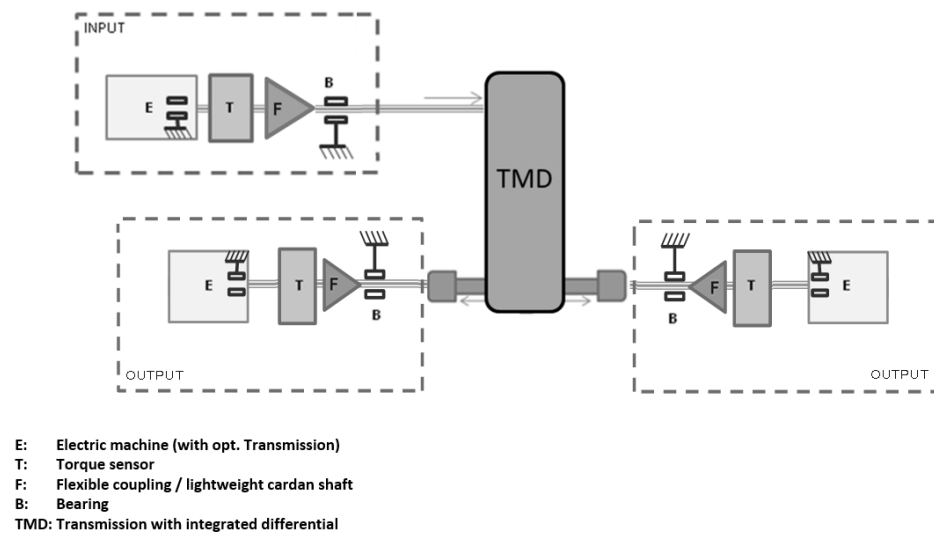 INPUT
B
E T F
TMD
E T F
B
F T E
B
OUTPUT
OUTPUT
E: Electric machine (with opt. Transmission)
T: Torque sensor
F: Flexible coupling / lightweight cardan shaft
B: Bearing
TMD: Transmission with integrated differential